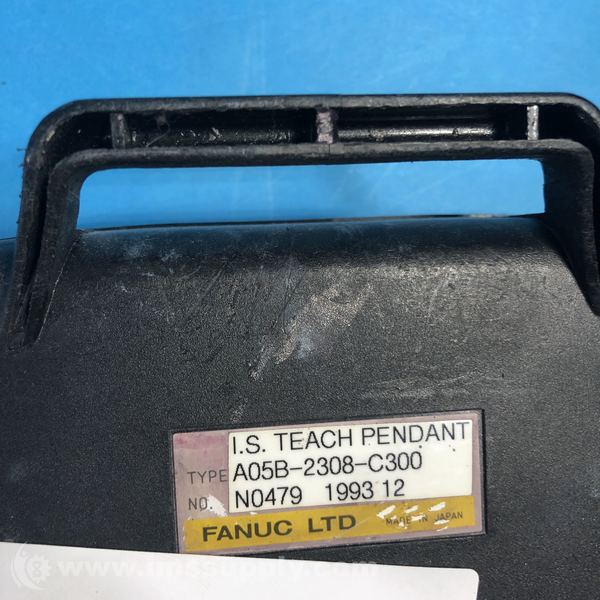 I.S. TEACH PENDANT
TYPE A05B-2308-C300
NO. N0479 1993 12
FANUC LTD MADE IN JAPAN
www.imssupply.com